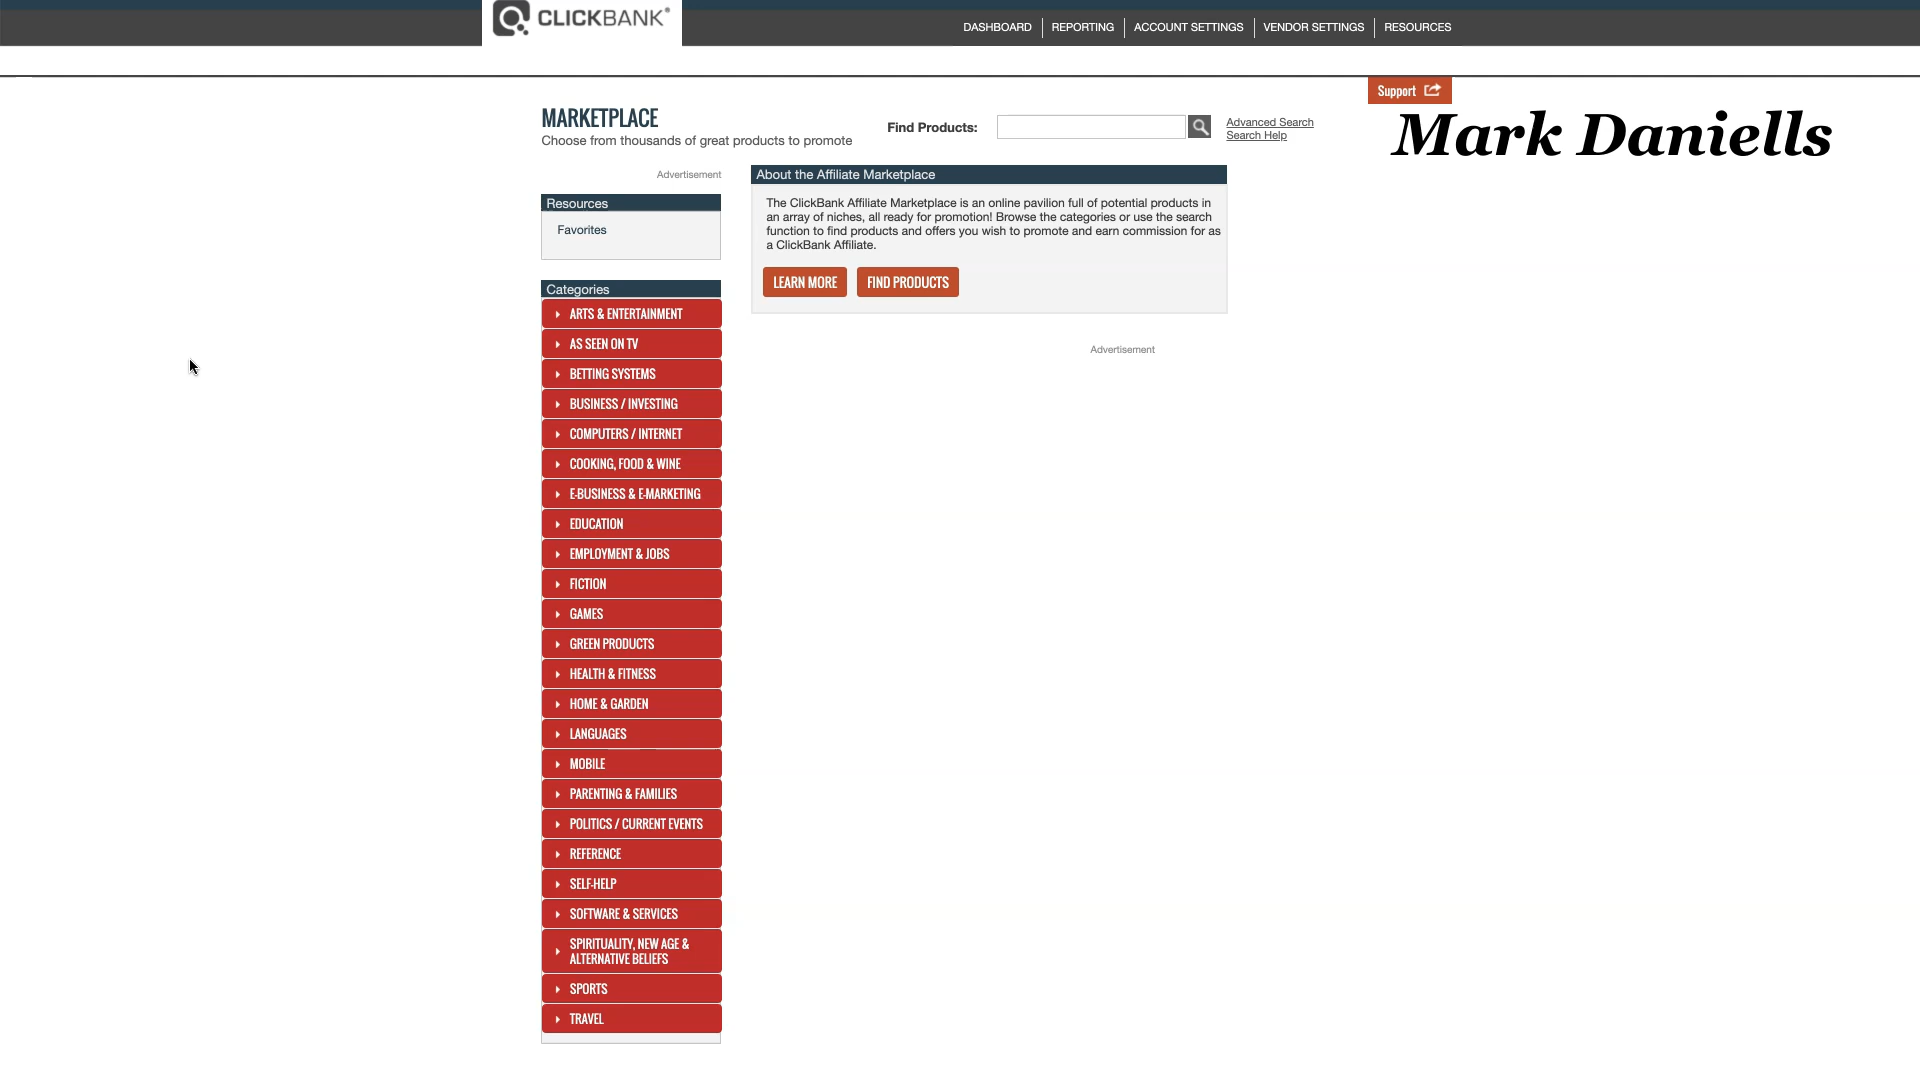 CLICKBANK®
DASHBOARD
REPORTING
ACCOUNT SETTINGS
VENDOR SETTINGS
RESOURCES
Support
Mark Daniells
MARKETPLACE
Choose from thousands of great products to promote
Find Products:
Advanced Search
Search Help
Advertisement
Resources
Favorites
Categories
ARTS & ENTERTAINMENT
AS SEEN ON TV
BETTING SYSTEMS
BUSINESS / INVESTING
COMPUTERS / INTERNET
COOKING, FOOD & WINE
E-BUSINESS & E-MARKETING
EDUCATION
EMPLOYMENT & JOBS
FICTION
GAMES
GREEN PRODUCTS
HEALTH & FITNESS
HOME & GARDEN
LANGUAGES
MOBILE
PARENTING & FAMILIES
POLITICS / CURRENT EVENTS
REFERENCE
SELF-HELP
SOFTWARE & SERVICES
SPIRITUALITY, NEW AGE &
ALTERNATIVE BELIEFS
SPORTS
TRAVEL
About the Affiliate Marketplace
The ClickBank Affiliate Marketplace is an online pavilion full of potential products in
an array of niches, all ready for promotion! Browse the categories or use the search
function to find products and offers you wish to promote and earn commission for as
a ClickBank Affiliate.
LEARN MORE
FIND PRODUCTS
Advertisement